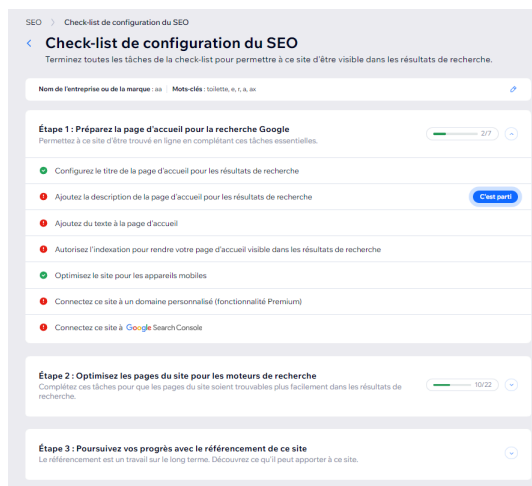 SEO > Check-list de configuration du SEO
Check-list de configuration du SEO
Terminez toutes les tâches de la check-list pour permettre à ce site d'être visible dans les résultats de recherche.
Nom de l'entreprise ou de la marque : aa | Mots-clés : toilette, e, r, a, ax
Étape 1 : Préparez la page d'accueil pour la recherche Google
Permettez à ce site d'être trouvé en ligne en complétant ces tâches essentielles.
2/7
Configurez le titre de la page d'accueil pour les résultats de recherche
Ajoutez la description de la page d'accueil pour les résultats de recherche
C'est parti
Ajoutez du texte à la page d'accueil
Autorisez l'indexation pour rendre votre page d'accueil visible dans les résultats de recherche
Optimisez le site pour les appareils mobiles
Connectez ce site à un domaine personnalisé (fonctionnalité Premium)
Connectez ce site à Google Search Console
Étape 2 : Optimisez les pages du site pour les moteurs de recherche
Complétez ces tâches pour que les pages du site soient trouvables plus facilement dans les résultats de
recherche.
10/22
Étape 3 : Poursuivez vos progrès avec le référencement de ce site
Le référencement est un travail sur le long terme. Découvrez ce qu'il peut apporter à ce site.